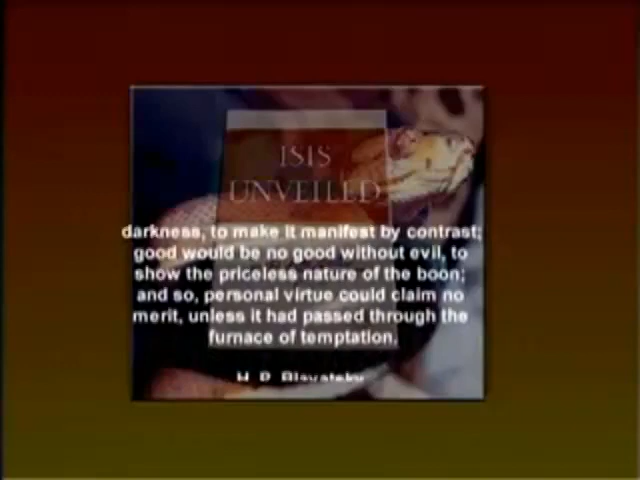 ISIS
UNVEILED
darkness, to make it manifest by contrast;
good would be no good without evil, to
show the priceless nature of the boon;
and so, personal virtue could claim no
merit, unless it had passed through the
furnace of temptation.
H. P. Blavatsky